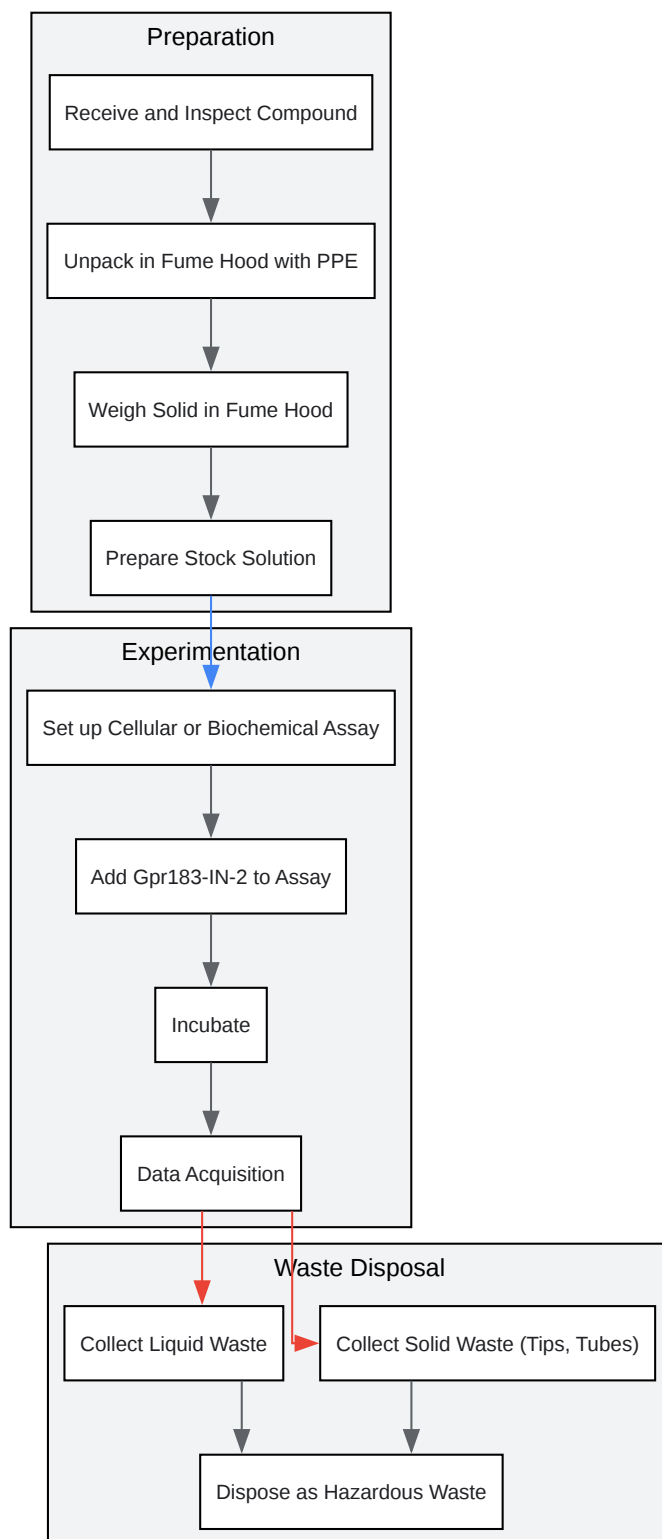 Preparation
Receive and Inspect Compound
Unpack in Fume Hood with PPE
Weigh Solid in Fume Hood
Prepare Stock Solution
Experimentation
Set up Cellular or Biochemical Assay
Add Gpr183-IN-2 to Assay
Incubate
Data Acquisition
Waste Disposal
Collect Liquid Waste
Collect Solid Waste (Tips, Tubes)
Dispose as Hazardous Waste